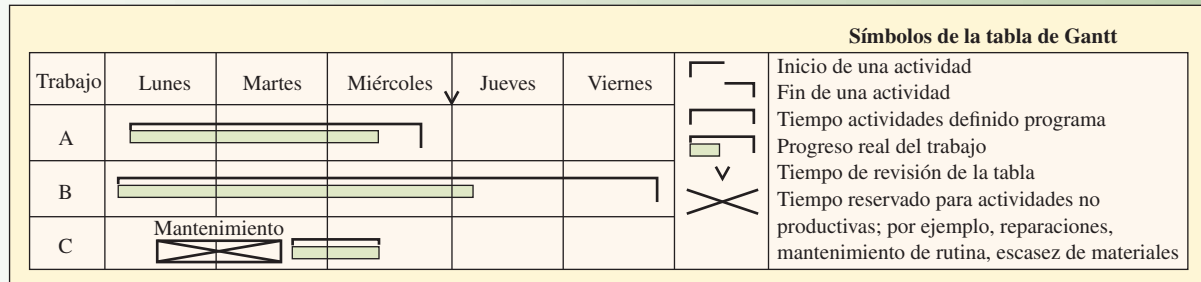 Símbolos de la tabla de Gantt
Trabajo Lunes Martes Miércoles Jueves Viernes
A
B
Mantenimiento
C
Inicio de una actividad
Fin de una actividad
Tiempo actividades definido programa
Progreso real del trabajo
Tiempo de revisión de la tabla
Tiempo reservado para actividades no
productivas; por ejemplo, reparaciones,
mantenimiento de rutina, escasez de materiales